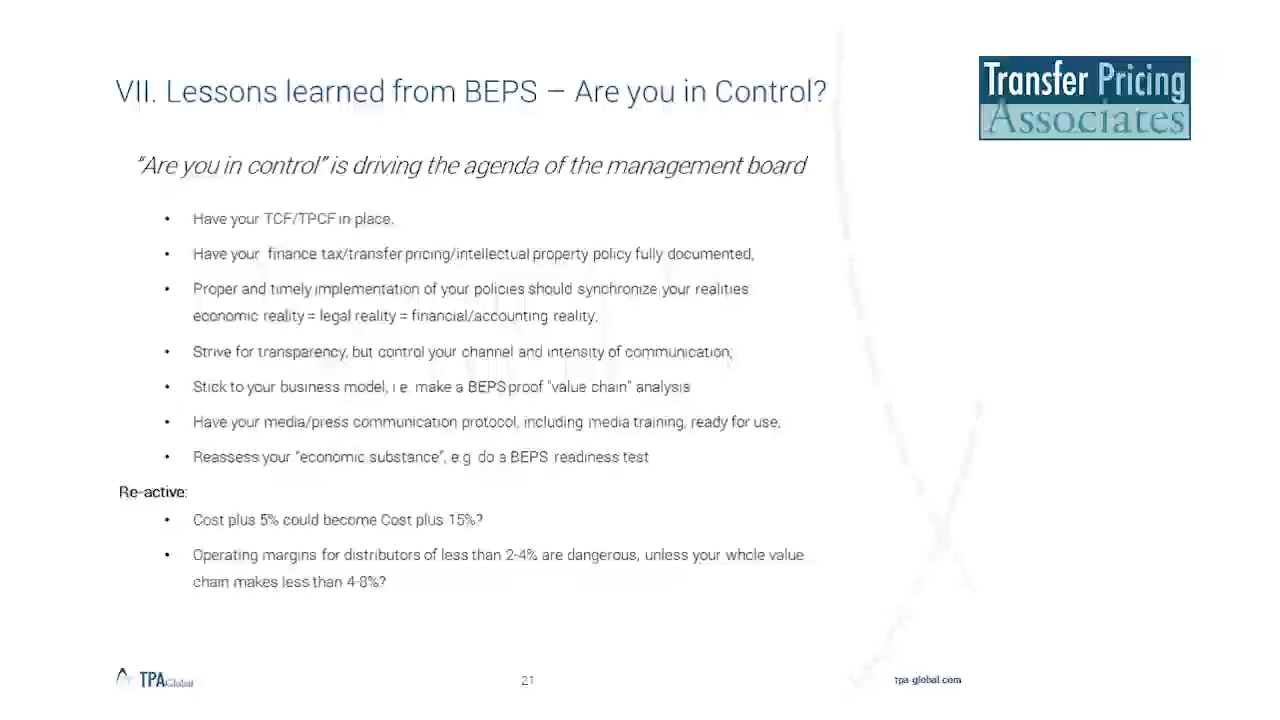 VII. Lessons learned from BEPS – Are you in Control?
Transfer Pricing
Associates
"Are you in control" is driving the agenda of the management board
• Have your TCF/TPCF in place.
• Have your finance tax/transfer pricing/intellectual property policy fully documented,
• Proper and timely implementation of your policies should synchronize your realities
economic reality = legal reality = financial/accounting reality,
• Strive for transparency, but control your channel and intensity of communication;
• Stick to your business model, i.e. make a BEPS proof "value chain" analysis
• Have your media/press communication protocol, including media training, ready for use,
• Reassess your "economic substance", e.g. do a BEPS readiness test
Re-active:
• Cost plus 5% could become Cost plus 15%?
• Operating margins for distributors of less than 2-4% are dangerous, unless your whole value
chain makes less than 4-8%?
TPA Global
21
tpa-global.com